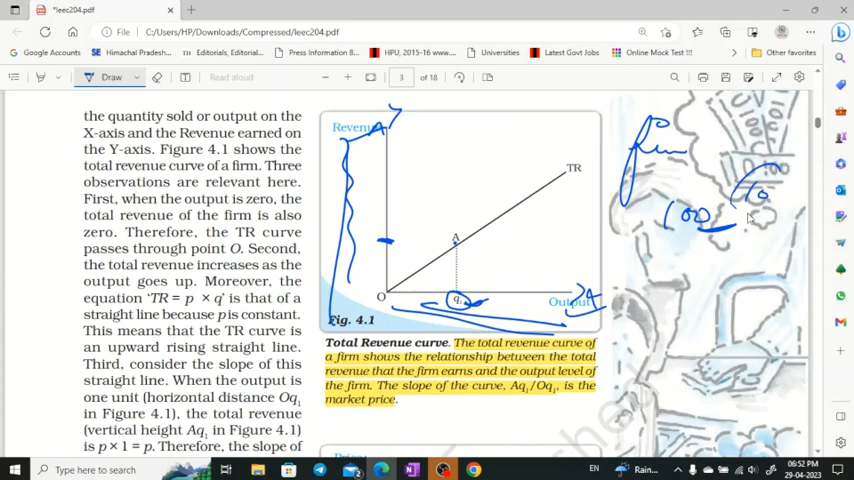 *leec204.pdf
File
C:/Users/HP/Downloads/Compressed/leec204.pdf
Google Accounts
Himachal Pradesh...
Editorials, Editorial...
Press Information B...
HPU, 2015-16 www....
Universities
Latest Govt Jobs
Index
Online Mock Test!...
Other favorites
Draw
Read aloud
3
of 18
the quantity sold or output on the
X-axis and the Revenue earned on
the Y-axis. Figure 4.1 shows the
total revenue curve of a firm. Three
observations are relevant here.
First, when the output is zero, the
total revenue of the firm is also
zero. Therefore, the TR curve
passes through point O. Second,
the total revenue increases as the
output goes up. Moreover, the
equation ‘TR = p × q’ is that of a
straight line because p is constant.
This means that the TR curve is
an upward rising straight line.
Third, consider the slope of this
straight line. When the output is
one unit (horizontal distance Oq1
in Figure 4.1), the total revenue
(vertical height Aq1 in Figure 4.1)
is p × 1 = p. Therefore, the slope of
Revenue
TR
A
O
q1
Output
Fig. 4.1
Total Revenue curve. The total revenue curve of
a firm shows the relationship between the total
revenue that the firm earns and the output level of
the firm. The slope of the curve, Aq1/Oq1, is the
market price.
Price
100
10
Type here to search
EN
Rain...
06:52 PM
29-04-2023